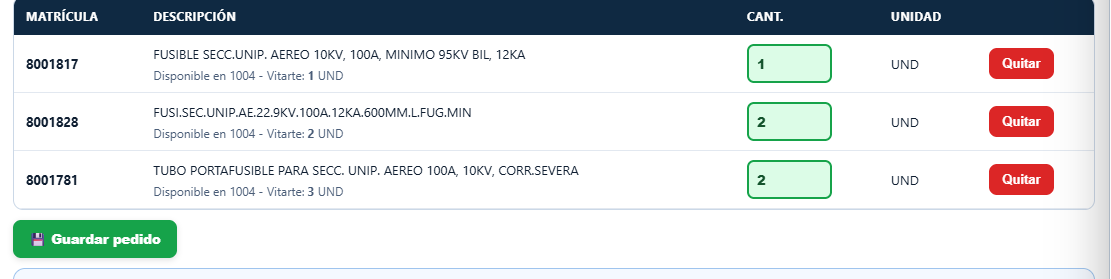 MATRÍCULA DESCRIPCIÓN CANT. UNIDAD
8001817 FUSIBLE SECC.UNIP. AEREO 10KV, 100A, MINIMO 95KV BIL, 12KA 1 UND Quitar
Disponible en 1004 - Vitarte: 1 UND
8001828 FUSI.SEC.UNIP.AE.22.9KV.100A.12KA.600MM.L.FUG.MIN 2 UND Quitar
Disponible en 1004 - Vitarte: 2 UND
8001781 TUBO PORTAFUSIBLE PARA SECC. UNIP. AEREO 100A, 10KV, CORR.SEVERA 2 UND Quitar
Disponible en 1004 - Vitarte: 3 UND
Guardar pedido